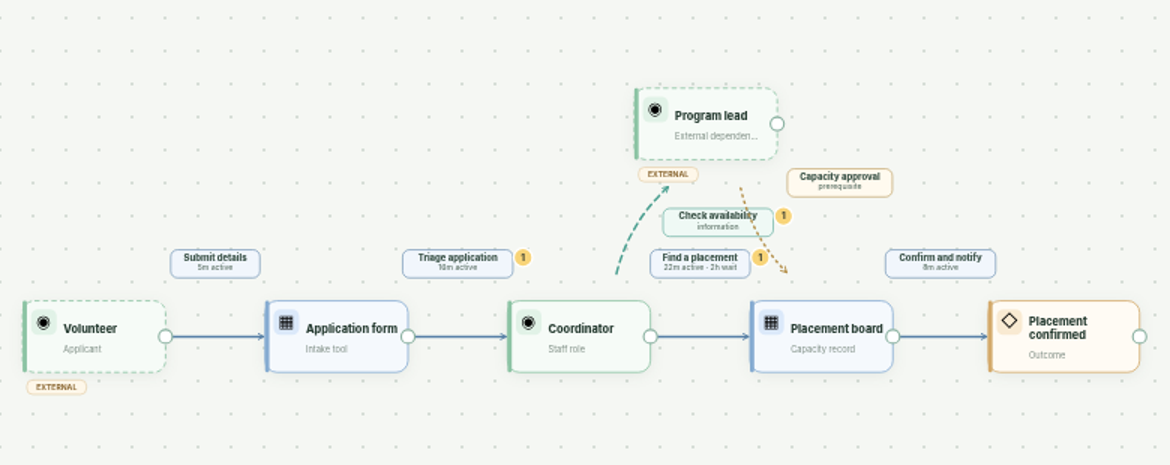 Program lead
External dependen...
EXTERNAL
Capacity approval
prerequisite
Check availability
information
1
Submit details
5m active
Triage application
16m active
1
Find a placement
22m active · 2h wait
1
Confirm and notify
8m active
Volunteer
Applicant
EXTERNAL
Application form
Intake tool
Coordinator
Staff role
Placement board
Capacity record
Placement
confirmed
Outcome